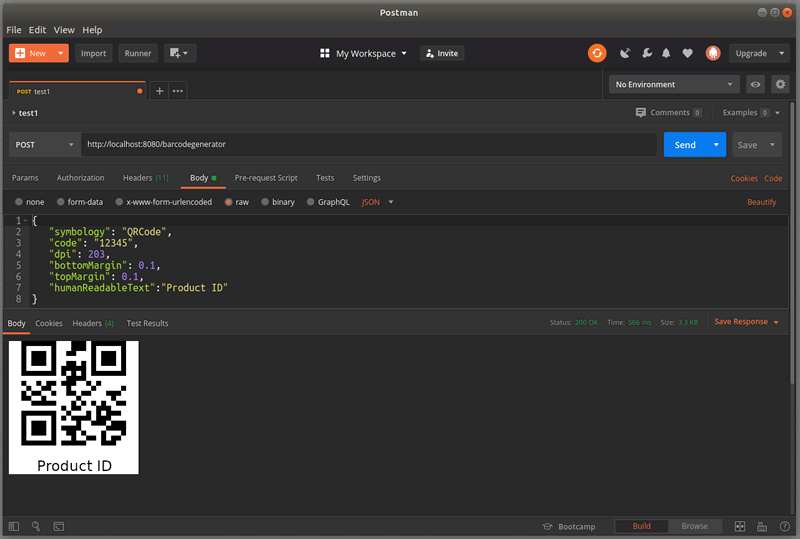 Postman
File Edit View Help
New Import Runner My Workspace Invite Upgrade
POST test1 No Environment
test1 Comments 0 Examples 0
POST http://localhost:8080/barcodegenerator Send Save
Params Authorization Headers (11) Body Pre-request Script Tests Settings Cookies Code
none form-data x-www-form-urlencoded raw binary GraphQL JSON Beautify
1 {
2 "symbology": "QRCode",
3 "code": "12345",
4 "dpi": 203,
5 "bottomMargin": 0.1,
6 "topMargin": 0.1,
7 "humanReadableText":"Product ID"
8 }
Body Cookies Headers (4) Test Results Status: 200 OK Time: 566 ms Size: 3.3 KB Save Response
Product ID
Bootcamp Build Browse